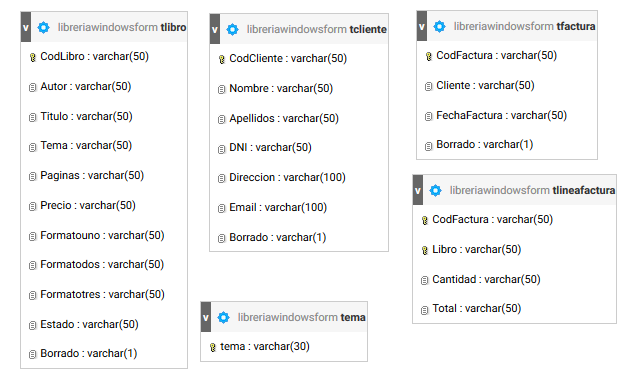 v libreriawindowsform tlibro
CodLibro : varchar(50)
Autor : varchar(50)
Titulo : varchar(50)
Tema : varchar(50)
Paginas : varchar(50)
Precio : varchar(50)
Formatouno : varchar(50)
Formatodos : varchar(50)
Formatotres : varchar(50)
Estado : varchar(50)
Borrado : varchar(1)
v libreriawindowsform tcliente
CodCliente : varchar(50)
Nombre : varchar(50)
Apellidos : varchar(50)
DNI : varchar(50)
Direccion : varchar(100)
Email : varchar(100)
Borrado : varchar(1)
v libreriawindowsform tfactura
CodFactura : varchar(50)
Cliente : varchar(50)
FechaFactura : varchar(50)
Borrado : varchar(1)
v libreriawindowsform tlineafactura
CodFactura : varchar(50)
Libro : varchar(50)
Cantidad : varchar(50)
Total : varchar(50)
v libreriawindowsform tema
tema : varchar(30)